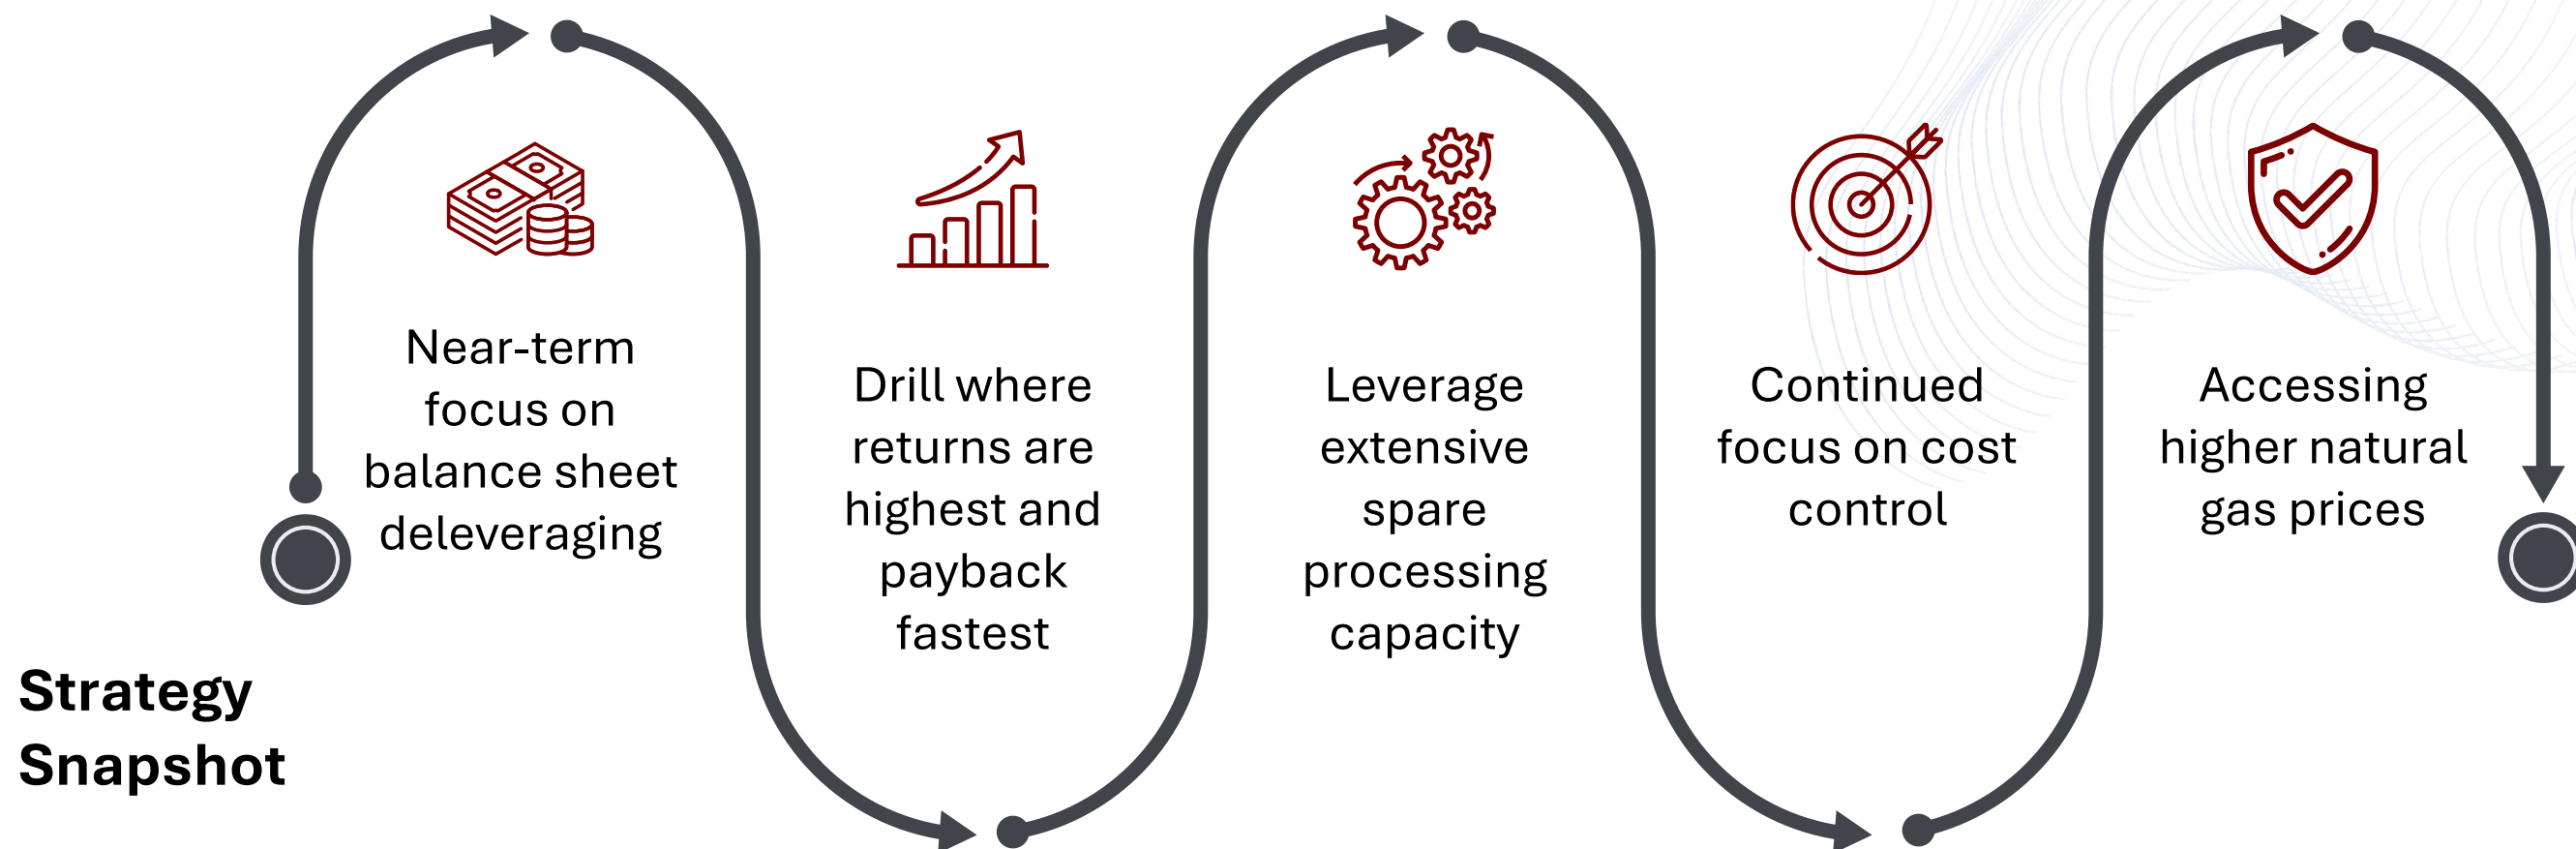 Near-term
focus on
balance sheet
deleveraging
Drill where
returns are
highest and
payback
fastest
Leverage
extensive
spare
processing
capacity
Continued
focus on cost
control
Accessing
higher natural
gas prices
Strategy
Snapshot